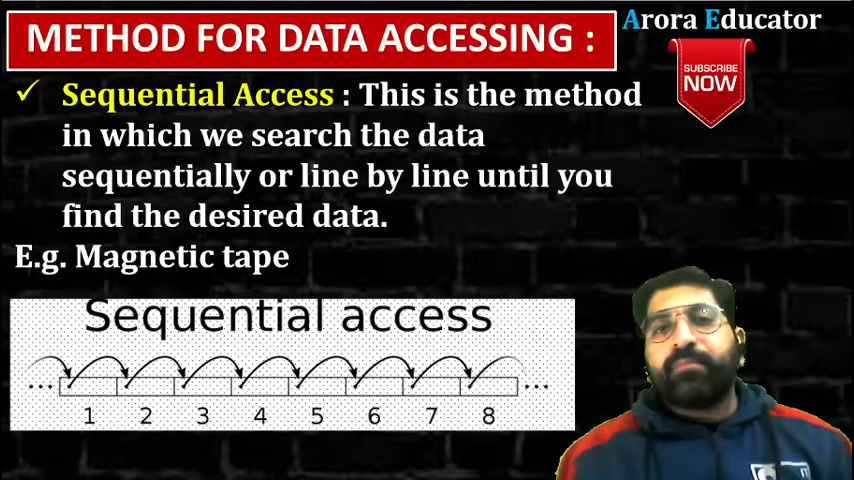 METHOD FOR DATA ACCESSING :
Arora Educator
SUBSCRIBE
NOW
✓ Sequential Access : This is the method
in which we search the data
sequentially or line by line until you
find the desired data.
E.g. Magnetic tape
Sequential access
... ...
1 2 3 4 5 6 7 8